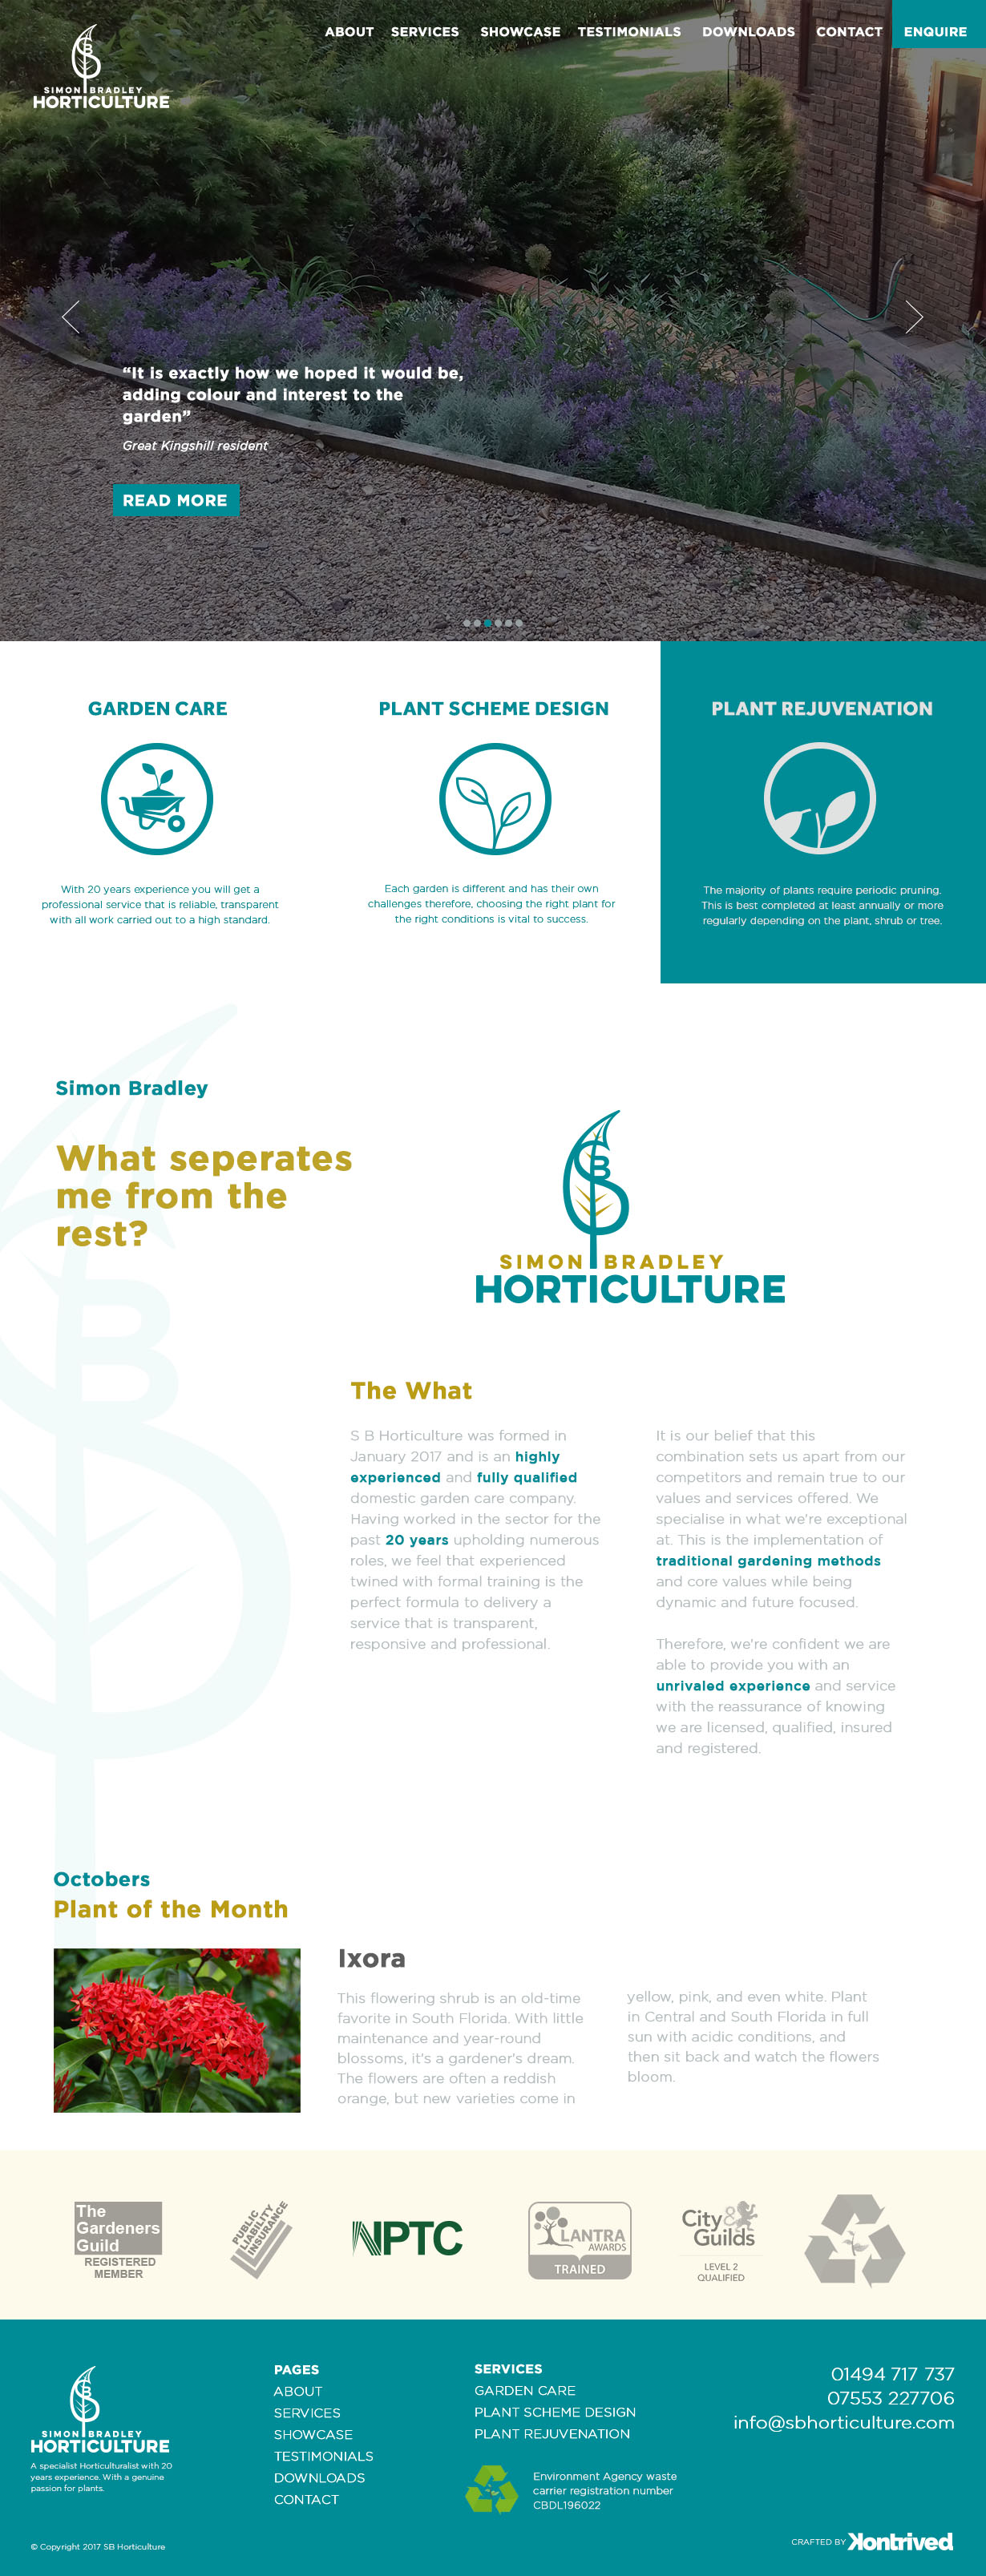 ABOUT SERVICES SHOWCASE TESTIMONIALS DOWNLOADS CONTACT ENQUIRE
SB
SIMON BRADLEY
HORTICULTURE
“It is exactly how we hoped it would be,
adding colour and interest to the
garden”
Great Kingshill resident
READ MORE
GARDEN CARE
With 20 years experience you will get a
professional service that is reliable, transparent
with all work carried out to a high standard.
PLANT SCHEME DESIGN
Each garden is different and has their own
challenges therefore, choosing the right plant for
the right conditions is vital to success.
PLANT REJUVENATION
The majority of plants require periodic pruning.
This is best completed at least annually or more
regularly depending on the plant, shrub or tree.
Simon Bradley
What seperates
me from the
rest?
SB
SIMON BRADLEY
HORTICULTURE
The What
S B Horticulture was formed in
January 2017 and is an highly
experienced and fully qualified
domestic garden care company.
Having worked in the sector for the
past 20 years upholding numerous
roles, we feel that experienced
twined with formal training is the
perfect formula to delivery a
service that is transparent,
responsive and professional.
It is our belief that this
combination sets us apart from our
competitors and remain true to our
values and services offered. We
specialise in what we're exceptional
at. This is the implementation of
traditional gardening methods
and core values while being
dynamic and future focused.
Therefore, we're confident we are
able to provide you with an
unrivaled experience and service
with the reassurance of knowing
we are licensed, qualified, insured
and registered.
Octobers
Plant of the Month
Ixora
This flowering shrub is an old-time
favorite in South Florida. With little
maintenance and year-round
blossoms, it's a gardener's dream.
The flowers are often a reddish
orange, but new varieties come in
yellow, pink, and even white. Plant
in Central and South Florida in full
sun with acidic conditions, and
then sit back and watch the flowers
bloom.
The
Gardeners
Guild
REGISTERED
MEMBER
PUBLIC
LIABILITY
INSURANCE
NPTC
LANTRA
AWARDS
TRAINED
City &
Guilds
LEVEL 2
QUALIFIED
SB
SIMON BRADLEY
HORTICULTURE
A specialist Horticulturalist with 20
years experience. With a genuine
passion for plants.
© Copyright 2017 SB Horticulture
PAGES
ABOUT
SERVICES
SHOWCASE
TESTIMONIALS
DOWNLOADS
CONTACT
SERVICES
GARDEN CARE
PLANT SCHEME DESIGN
PLANT REJUVENATION
Environment Agency waste
carrier registration number
CBDL196022
01494 717 737
07553 227706
info@sbhorticulture.com
CRAFTED BY Kontrived